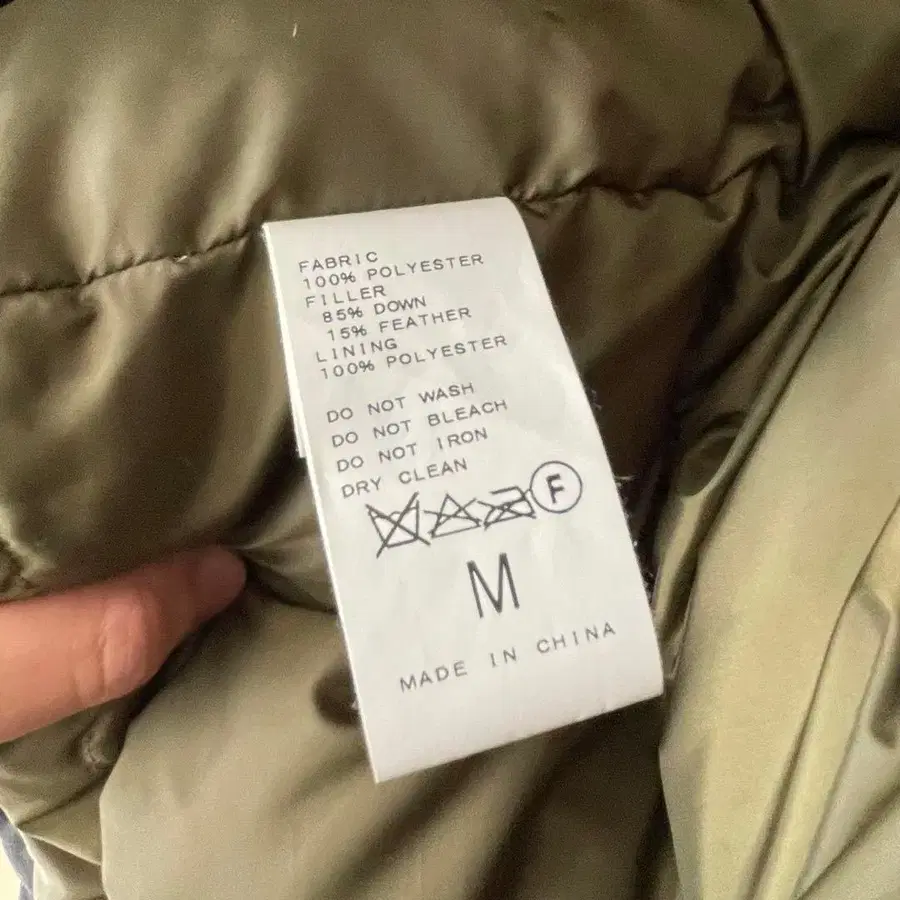 FABRIC
100% POLYESTER
FILLER
85% DOWN
15% FEATHER
LINING
100% POLYESTER
DO NOT WASH
DO NOT BLEACH
DO NOT IRON
DRY CLEAN
F
M
MADE IN CHINA